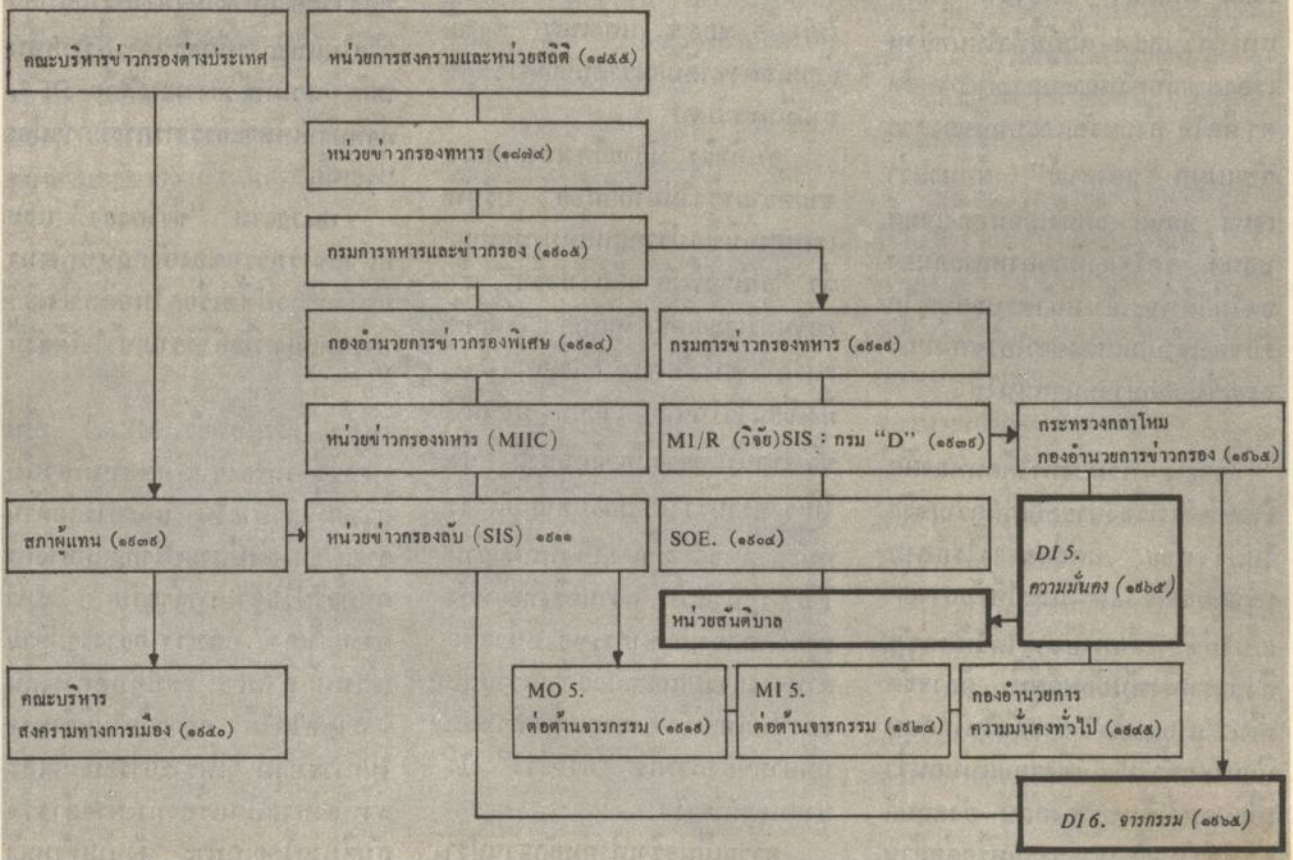 คณะบริหารข่าวกรองต่างประเทศ
หน่วยการสงครามและหน่วยสถิติ (๑๘๕๕)
หน่วยข่าวกรองทหาร (๑๘๗๔)
กรมการทหารและข่าวกรอง (๑๙๐๕)
กองอำนวยการข่าวกรองพิเศษ (๑๙๑๔)
กรมการข่าวกรองทหาร (๑๙๑๙)
หน่วยข่าวกรองทหาร (MIIC)
M1/R (วิจัย)SIS : กรม “D” (๑๙๓๙)
กระทรวงกลาโหม
กองอำนวยการข่าวกรอง (๑๙๖๕)
สภาผู้แทน (๑๙๓๙)
หน่วยข่าวกรองลับ (SIS) ๑๙๑๑
SOE. (๑๙๐๔)
DI 5.
ความมั่นคง (๑๙๖๕)
หน่วยสันติบาล
คณะบริหาร
สงครามทางการเมือง (๑๙๔๐)
MO 5.
ต่อต้านจารกรรม (๑๙๑๙)
MI 5.
ต่อต้านจารกรรม (๑๙๒๔)
กองอำนวยการ
ความมั่นคงทั่วไป (๑๙๔๕)
DI 6. จารกรรม (๑๙๖๕)